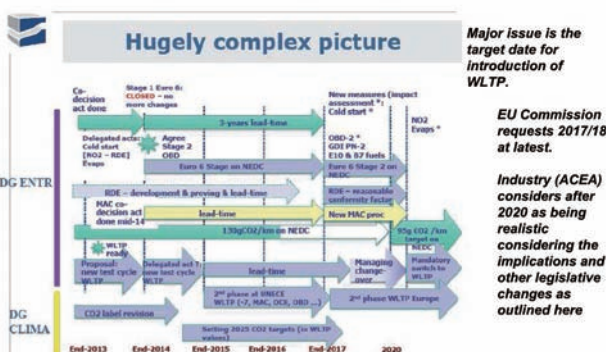 Hugely complex picture
Major issue is the
target date for
introduction of
WLTP.
EU Commission
requests 2017/18
at latest.
Industry (ACEA)
considers after
2020 as being
realistic
considering the
implications and
other legislative
changes as
outlined here
Co-
decision
act done
Stage 1 Euro 6:
CLOSED – no
more changes
New measures (impact
assessment *:
Cold start *
3-years lead-time
Delegated acts:
Cold start
[NO2 – RDE]
Evaps
Agree
Stage 2
OBD
OBD-2 *
GDI PN-2
E10 & B7 fuels
NO2
Evaps *
Euro 6 Stage on NEDC
Euro 6 Stage 2 on
NEDC
DG ENTR
RDE – development & proving & lead-time
RDE – reasonable
conformity factor
MAC co-
decision act
done mid-14
lead-time
New MAC proc
130gCO2/km on NEDC
95g CO2 /km
target on
NEDC
WLTP
ready
Proposal:
new test cycle
WLTP
Delegated act
new test cycle
WLTP
lead-time
Managing
change-
over
Mandatory
switch to
WLTP
2nd phase at UNECE
WLTP (-7, MAC, OCE, OBD ...)
2nd phase WLTP Europe
DG
CLIMA
CO2 label revision
Setting 2025 CO2 targets (in WLTP
values)
End-2013 End-2014 End-2015 End-2016 End-2017 2020